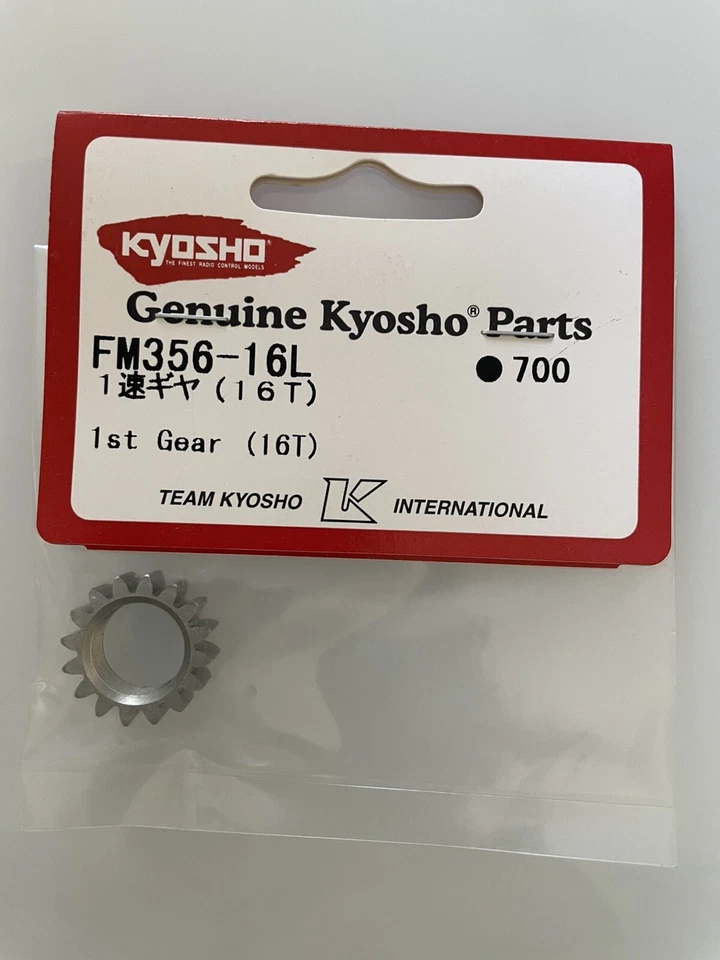 KYOSHO
THE FINEST RADIO CONTROL MODELS
Genuine Kyosho® Parts
FM356-16L
● 700
1速ギヤ(16T)
1st Gear (16T)
TEAM KYOSHO K INTERNATIONAL